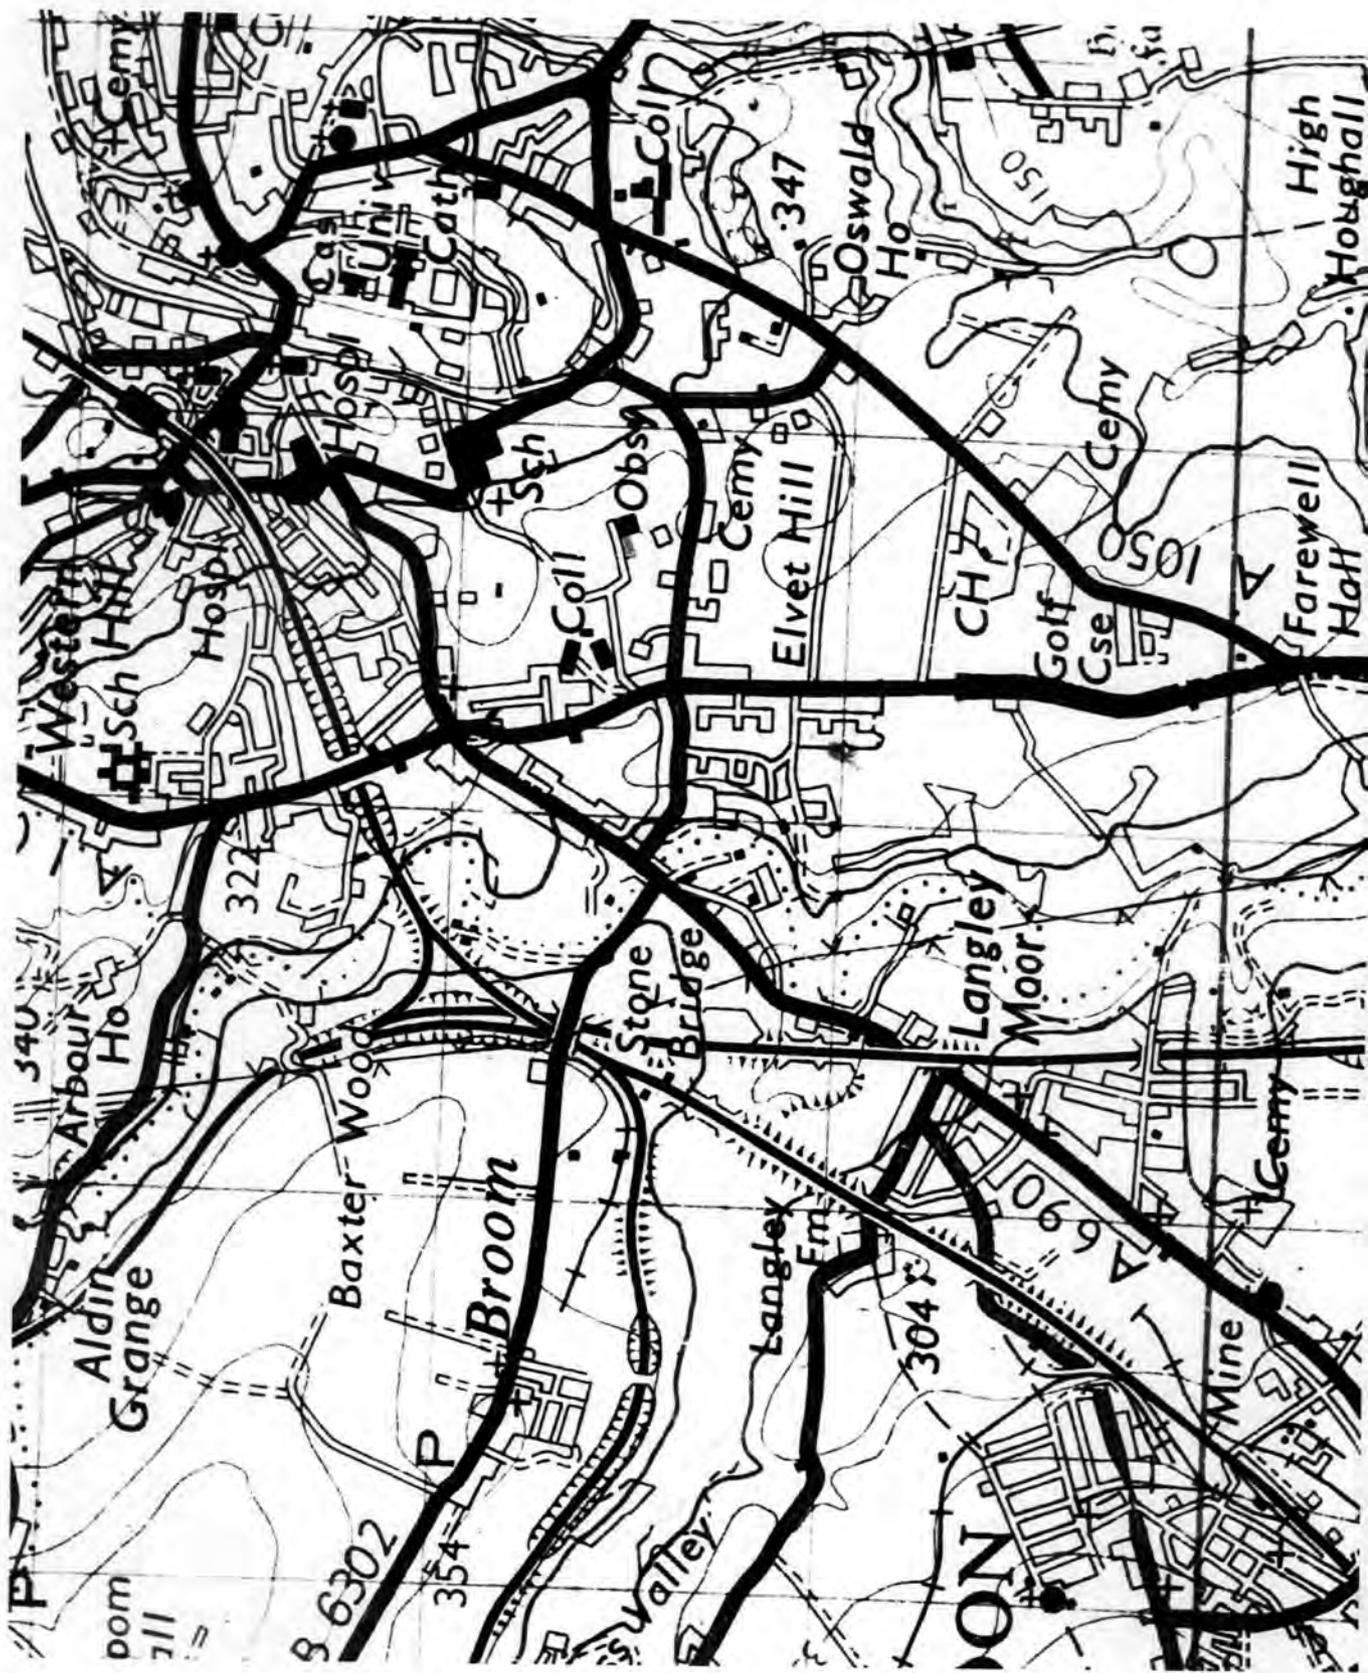 Cemy
Coll
Cas
Univ
Cath
347
Oswald
Ho
150
High
Houghall
Hospl
Sch
Obsy
Cemy
Cemy
Western
Hill
Sch
Hospl
Coll
Elvet Hill
CH
Golf
Cse
1050
A
Farewell
Hall
A
322
340
Arbour
Ho
Stone
Bridge
Langley
Moor
Baxter Wood
Aldin
Grange
Broom
Langley
Fm
A 690
Cemy
304
Mine
P
P
B 6302
354
Valley